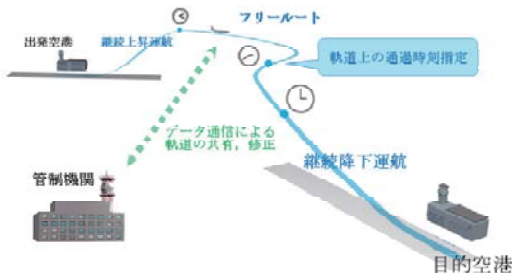 フリールート
出発空港
継続上昇運航
軌道上の通過時刻指定
データ通信による
軌道の共有，修正
継続降下運航
管制機関
目的空港